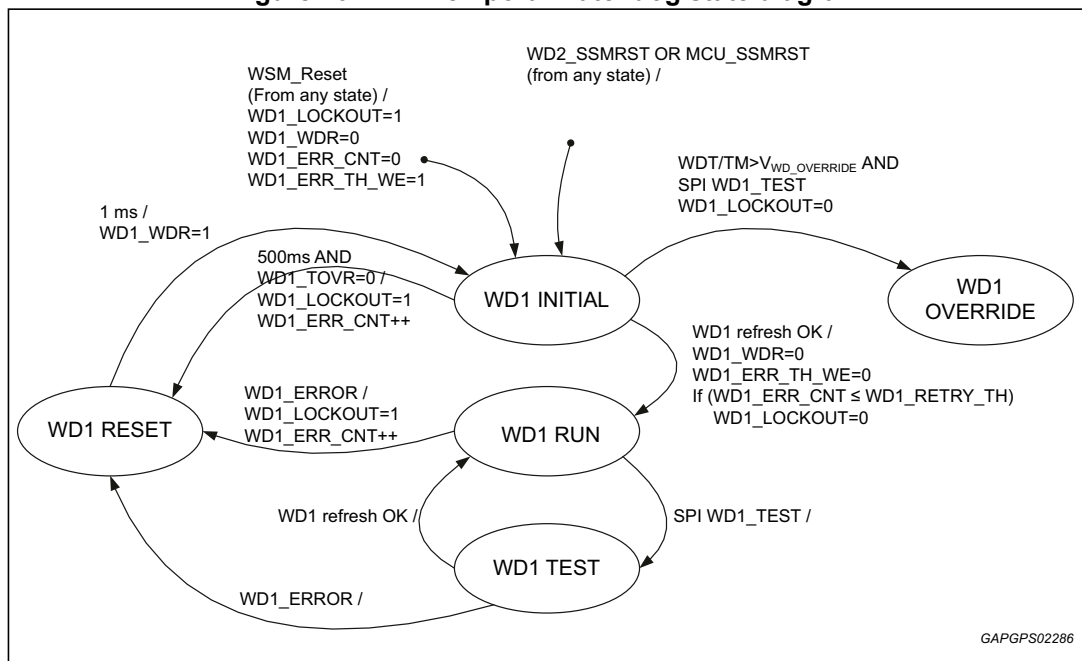 WD2_SSMRST OR MCU_SSMRST
(from any state) /
WSM_Reset
(From any state) /
WD1_LOCKOUT=1
WD1_WDR=0
WD1_ERR_CNT=0
WD1_ERR_TH_WE=1
WDT/TM>VWD_OVERRIDE AND
SPI WD1_TEST
WD1_LOCKOUT=0
1 ms /
WD1_WDR=1
500ms AND
WD1_TOVR=0 /
WD1_LOCKOUT=1
WD1_ERR_CNT++
WD1 INITIAL
WD1
OVERRIDE
WD1 refresh OK /
WD1_WDR=0
WD1_ERR_TH_WE=0
If (WD1_ERR_CNT ≤ WD1_RETRY_TH)
WD1_LOCKOUT=0
WD1_ERROR /
WD1_LOCKOUT=1
WD1_ERR_CNT++
WD1 RESET
WD1 RUN
WD1 refresh OK /
SPI WD1_TEST /
WD1 TEST
WD1_ERROR /
GAPGPS02286